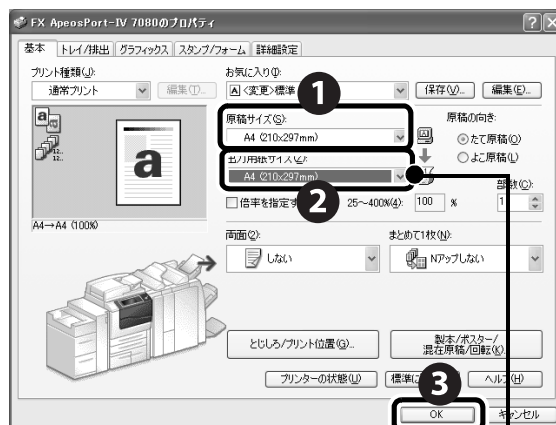 FX ApeosPort-IV 7080のプロパティ
基本 トレイ/排出 グラフィックス スタンプ/フォーム 詳細設定
プリント種類(J): お気に入り(I):
通常プリント 編集(T)... A <変更>標準 保存(V)... 編集(E)...
1
原稿サイズ(S): 原稿の向き:
A4 (210x297mm) たて原稿(O)
出力用紙サイズ(Z): よこ原稿(L)
A4 (210x297mm) 部数(C):
2
倍率を指定す 25～400%(4): 100 % 1
A4→A4 (100%)
両面(2): まとめて1枚(N):
しない Nアップしない
とじしろ/プリント位置(G)... 製本/ポスター/
混在原稿/回転(K)
プリンターの状態(U) 標準 ヘルプ(H)
3
OK キャンセル